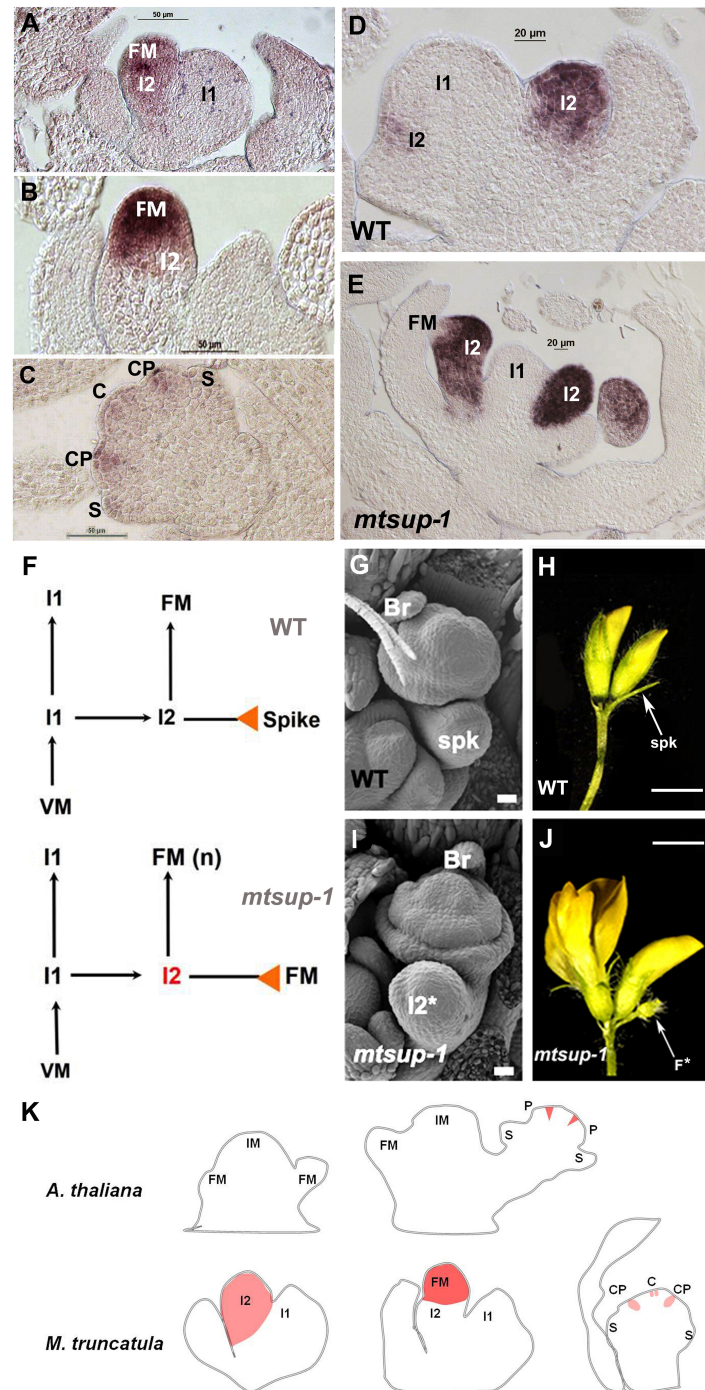 A
50 µm
FM
I2
I1
B
FM
I2
50 µm
C
CP
S
C
CP
S
50 µm
D
20 µm
I1
I2
I2
WT
E
FM
20 µm
I2
I1
I2
mtsup-1
F
I1
FM
WT
I1
I2
Spike
VM
I1
FM (n)
mtsup-1
I1
I2
FM
VM
G
Br
spk
WT
H
spk
WT
I
Br
I2*
mtsup-1
J
mtsup-1
F*
K
A. thaliana
IM
FM
FM
IM
FM
P
P
S
S
M. truncatula
I2
I1
FM
I2
I1
C
CP
CP
S
S